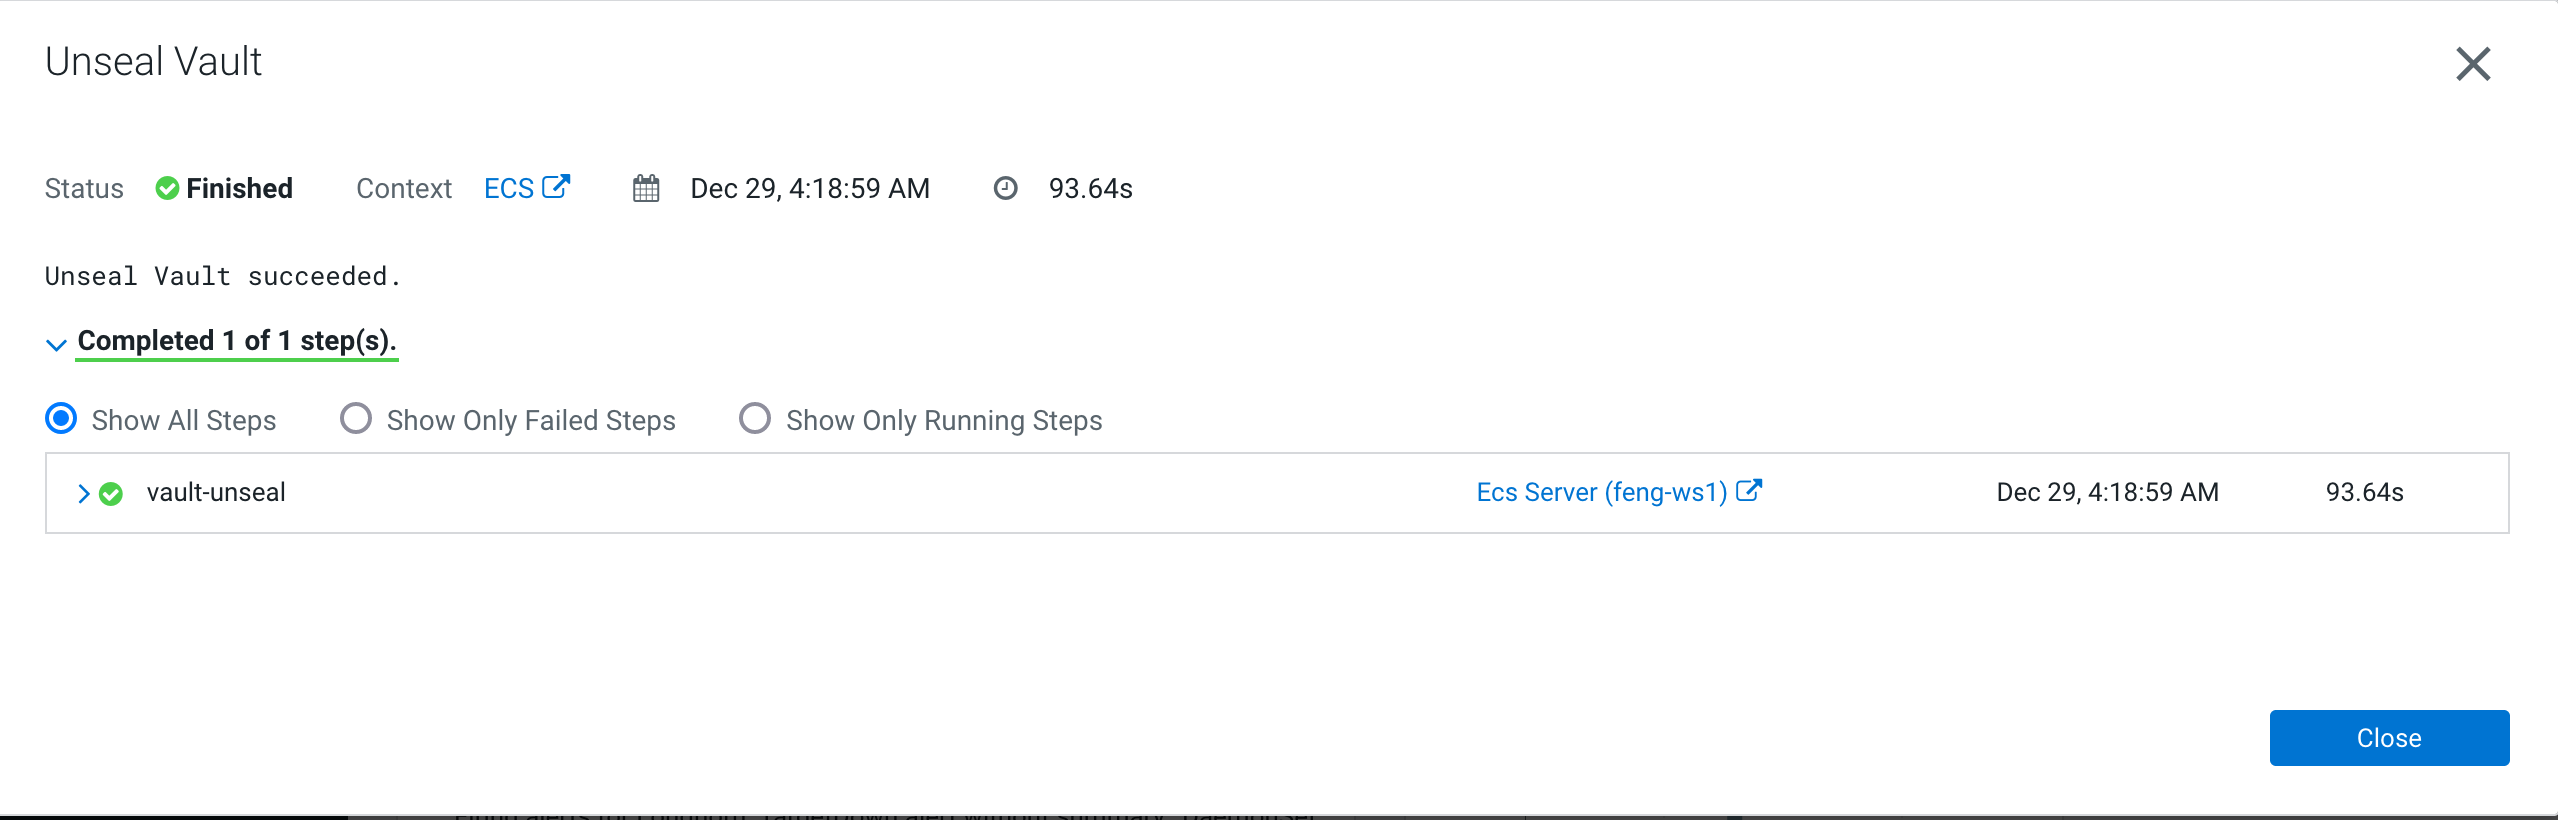 Unseal Vault
Status Finished Context ECS Dec 29, 4:18:59 AM 93.64s
Unseal Vault succeeded.
Completed 1 of 1 step(s).
Show All Steps Show Only Failed Steps Show Only Running Steps
vault-unseal Ecs Server (feng-ws1) Dec 29, 4:18:59 AM 93.64s
Close